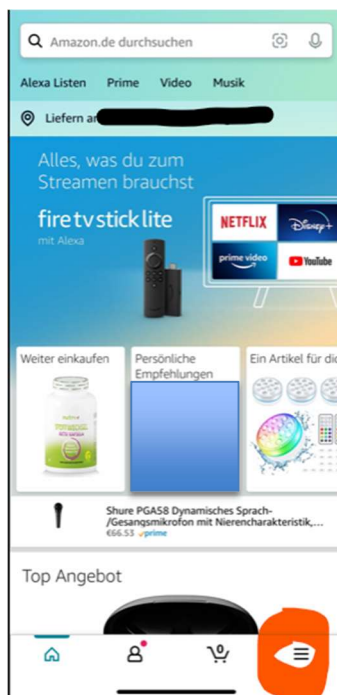 Amazon.de durchsuchen
Alexa Listen Prime Video Musik
Liefern an
Alles, was du zum
Streamen brauchst
fire tv stick lite
mit Alexa
NETFLIX Disney+
prime video YouTube
Weiter einkaufen
Persönliche
Empfehlungen
Ein Artikel für dic
Shure PGA58 Dynamisches Sprach-
/Gesangsmikrofon mit Nierencharakteristik,...
€66.53 prime
Top Angebot
0